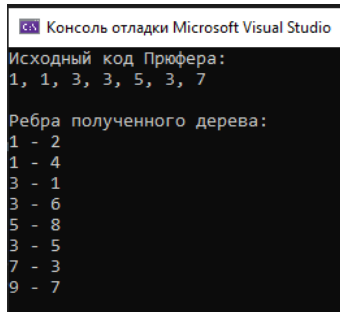 Консоль отладки Microsoft Visual Studio
Исходный код Прюфера:
1, 1, 3, 3, 5, 3, 7
Ребра полученного дерева:
1 - 2
1 - 4
3 - 1
3 - 6
5 - 8
3 - 5
7 - 3
9 - 7